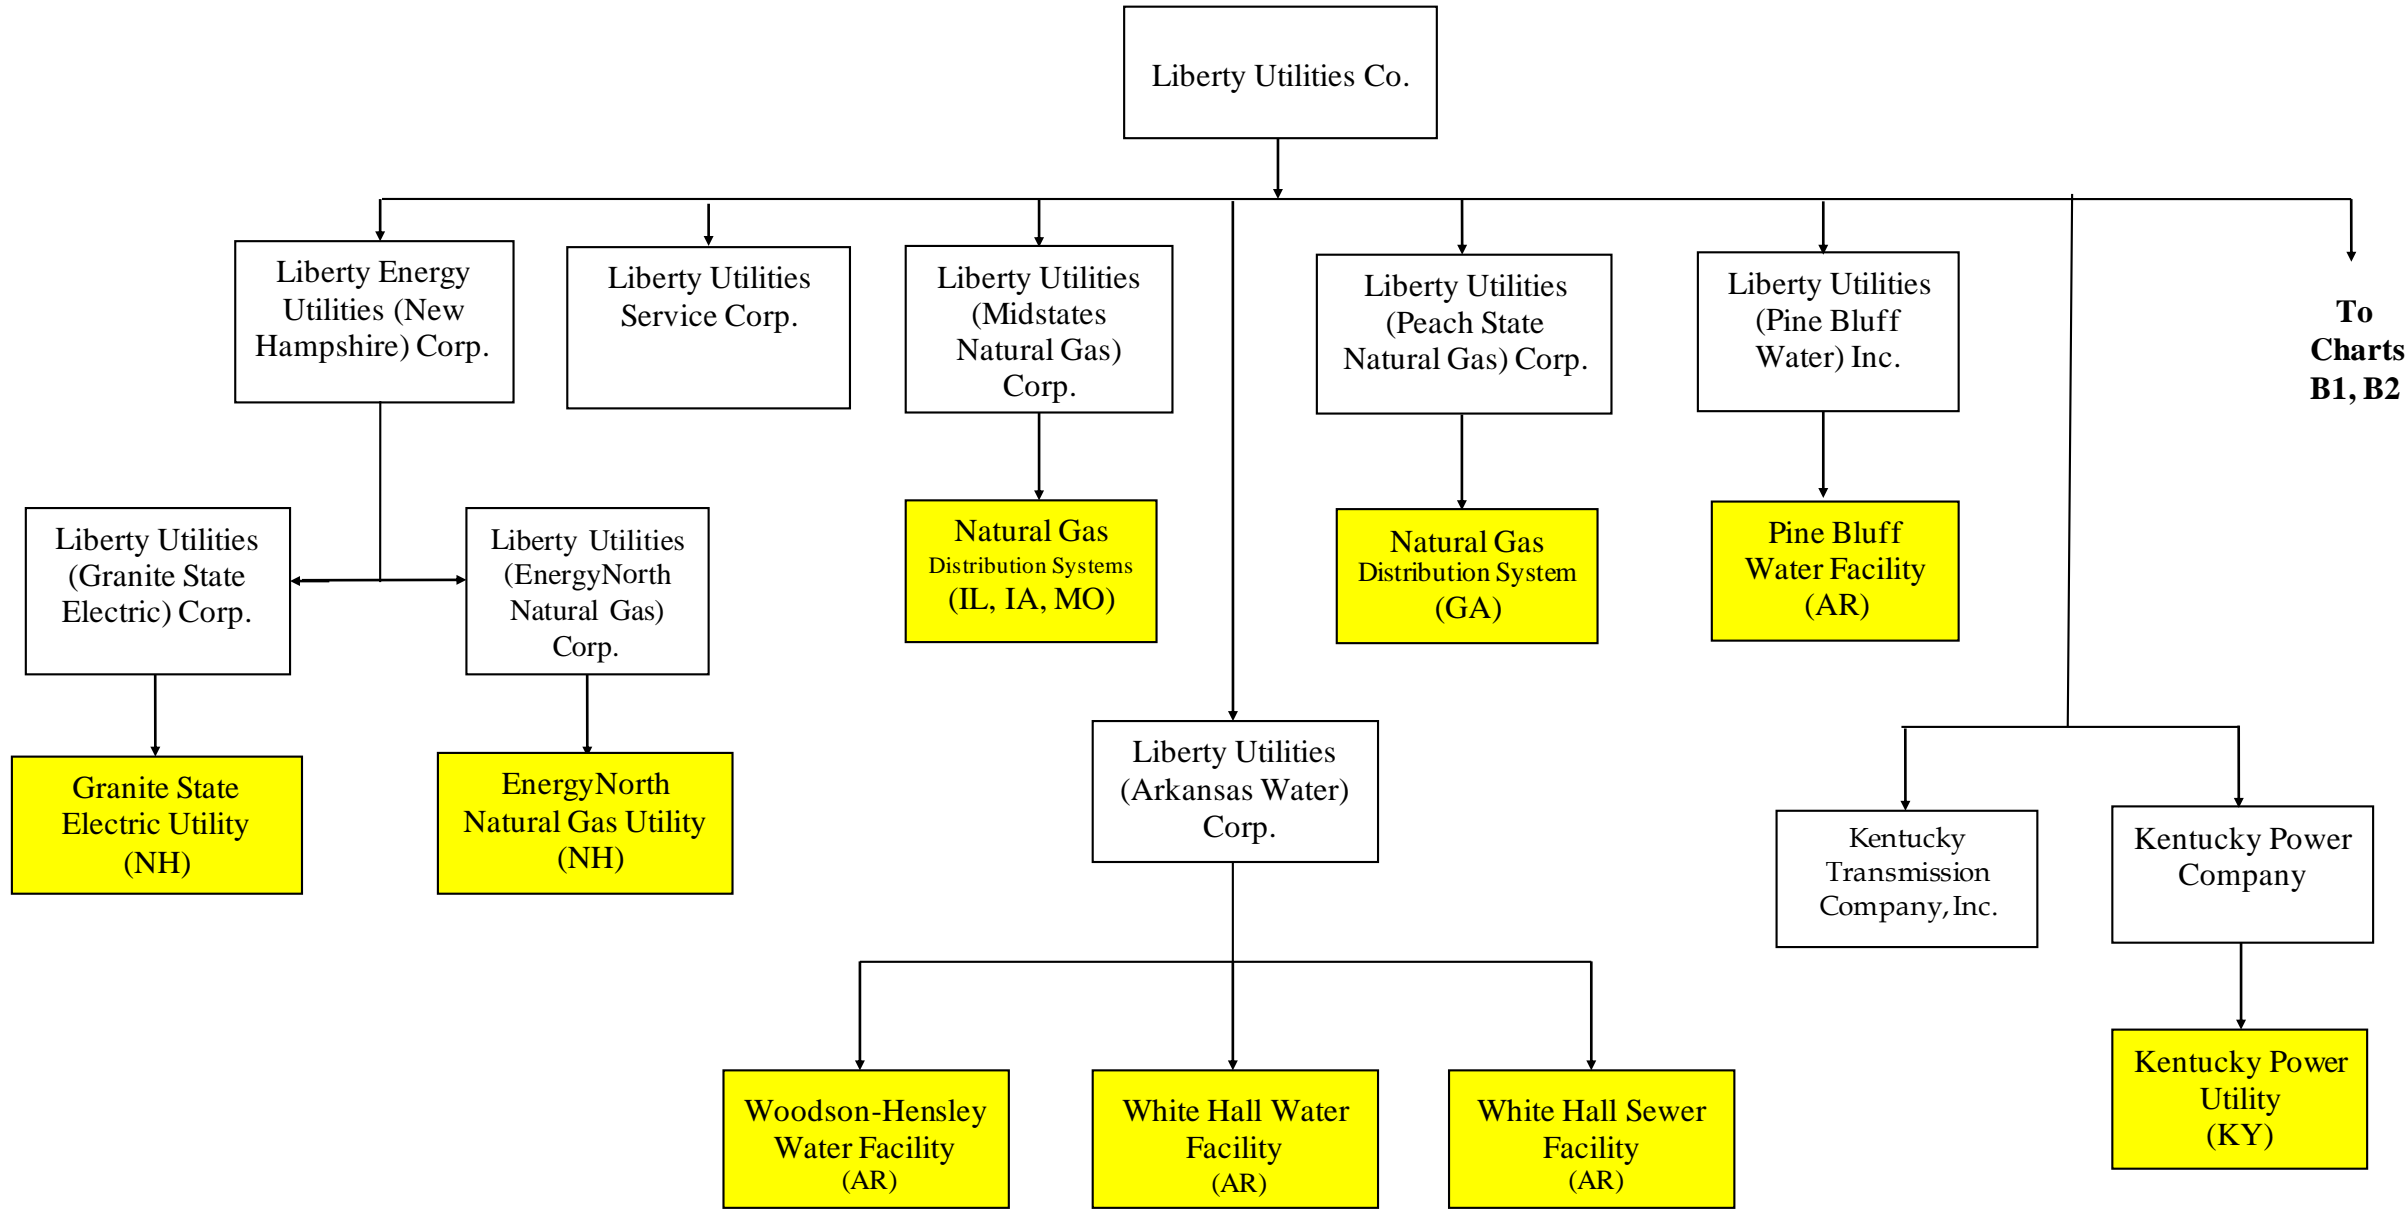 Liberty Utilities Co.
Liberty Energy
Utilities (New
Hampshire) Corp.
Liberty Utilities
Service Corp.
Liberty Utilities
(Midstates
Natural Gas)
Corp.
Liberty Utilities
(Peach State
Natural Gas) Corp.
Liberty Utilities
(Pine Bluff
Water) Inc.
To
Charts
B1, B2
Liberty Utilities
(Granite State
Electric) Corp.
Liberty Utilities
(EnergyNorth
Natural Gas)
Corp.
Natural Gas
Distribution Systems
(IL, IA, MO)
Natural Gas
Distribution System
(GA)
Pine Bluff
Water Facility
(AR)
Granite State
Electric Utility
(NH)
EnergyNorth
Natural Gas Utility
(NH)
Liberty Utilities
(Arkansas Water)
Corp.
Kentucky
Transmission
Company, Inc.
Kentucky Power
Company
Woodson-Hensley
Water Facility
(AR)
White Hall Water
Facility
(AR)
White Hall Sewer
Facility
(AR)
Kentucky Power
Utility
(KY)